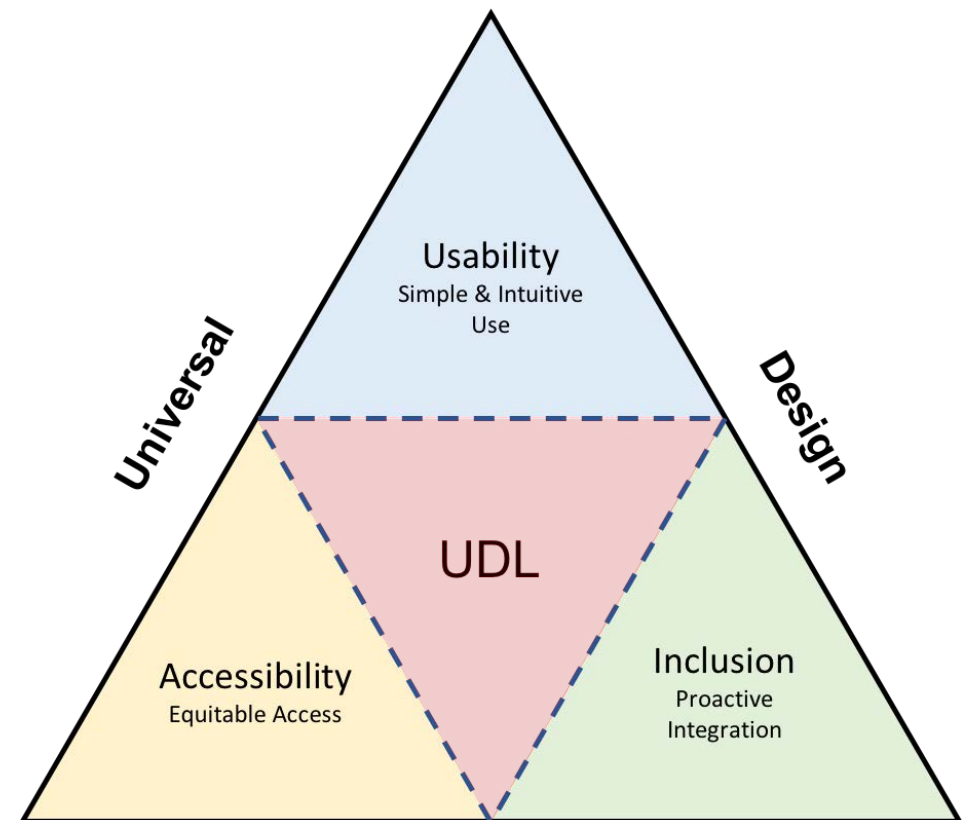 Usability
Simple & Intuitive
Use
Universal
Design
UDL
Accessibility
Equitable Access
Inclusion
Proactive
Integration